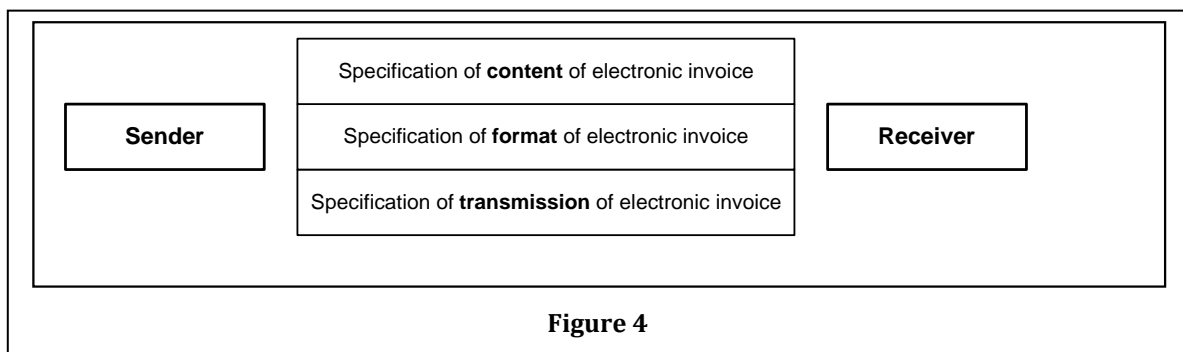 Specification of content of electronic invoice
Sender
Specification of format of electronic invoice
Receiver
Specification of transmission of electronic invoice
Figure 4